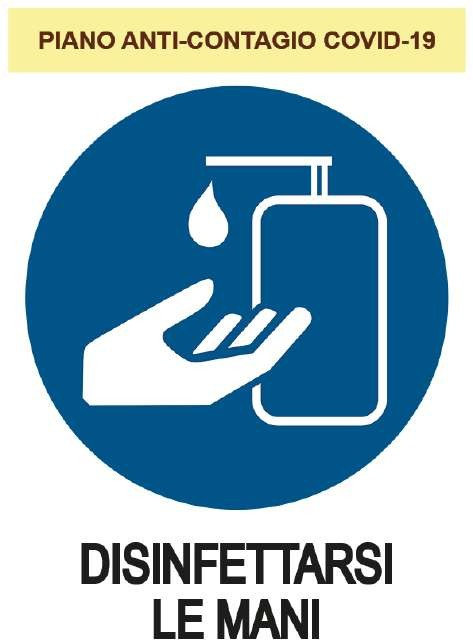 PIANO ANTI-CONTAGIO COVID-19
DISINFETTARSI
LE MANI